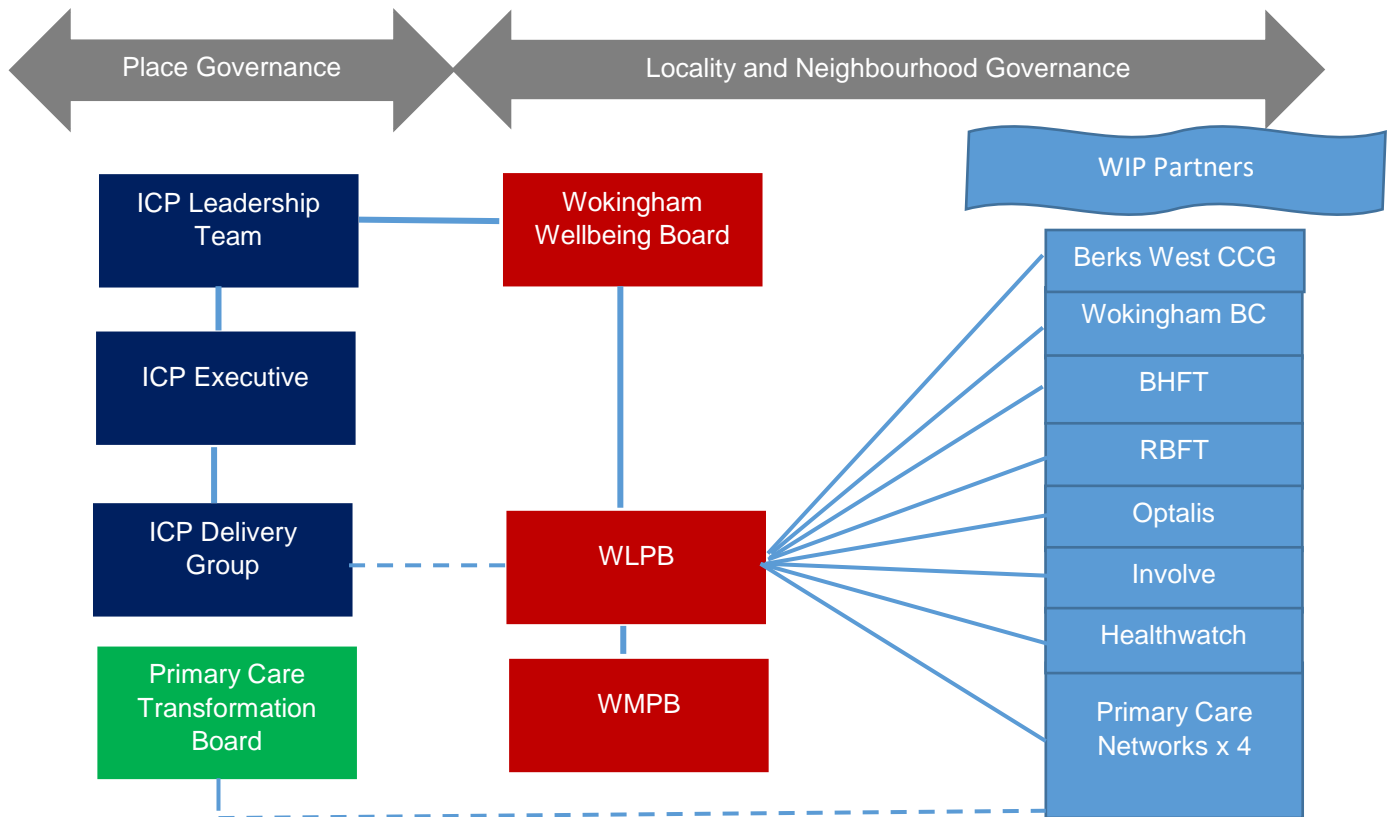 Place Governance
Locality and Neighbourhood Governance
WIP Partners
ICP Leadership
Team
Wokingham
Wellbeing Board
Berks West CCG
Wokingham BC
ICP Executive
BHFT
RBFT
Optalis
ICP Delivery
Group
WLPB
Involve
Healthwatch
Primary Care
Transformation
Board
WMPB
Primary Care
Networks x 4